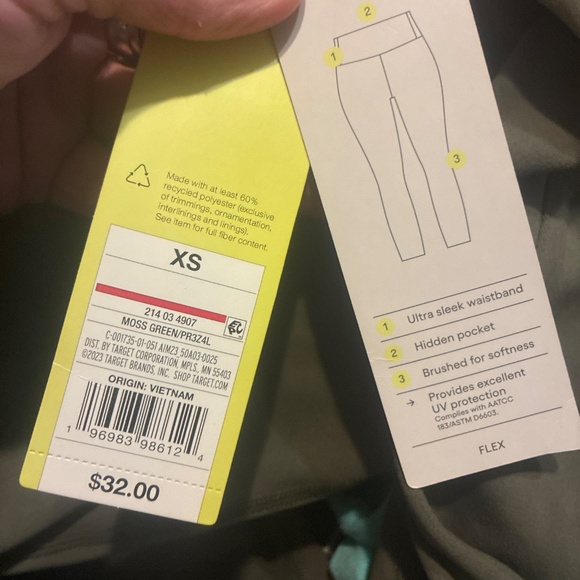 Made with at least 60%
recycled polyester (exclusive
of trimmings, ornamentation,
interlinings and linings).
See item for full fiber content.
XS
214 03 4907
MOSS GREEN/PR3Z4L
C-001735-01-051 AIM23_50A03-0025
DIST. BY TARGET CORPORATION, MPLS, MN 55403
©2023 TARGET BRANDS, INC. SHOP TARGET.COM
ORIGIN: VIETNAM
1 96983 98612 4
$32.00
2
1
3
1 Ultra sleek waistband
2 Hidden pocket
3 Brushed for softness
→ Provides excellent
UV protection
Complies with AATCC
183/ASTM D6603.
FLEX